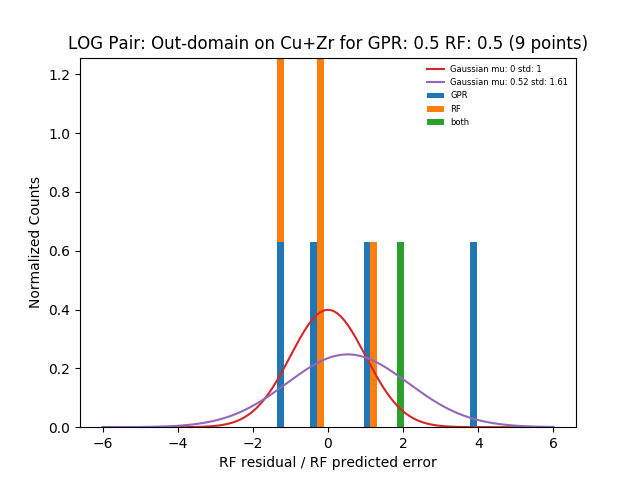 LOG Pair: Out-domain on Cu+Zr for GPR: 0.5 RF: 0.5 (9 points)
Gaussian mu: 0 std: 1
Gaussian mu: 0.52 std: 1.61
GPR
RF
both
Normalized Counts
1.2
1.0
0.8
0.6
0.4
0.2
0.0
−6 −4 −2 0 2 4 6
RF residual / RF predicted error